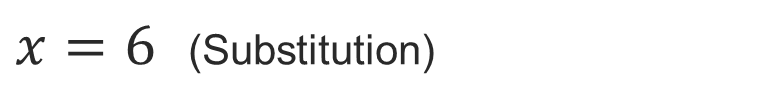 x = 6 (Substitution)